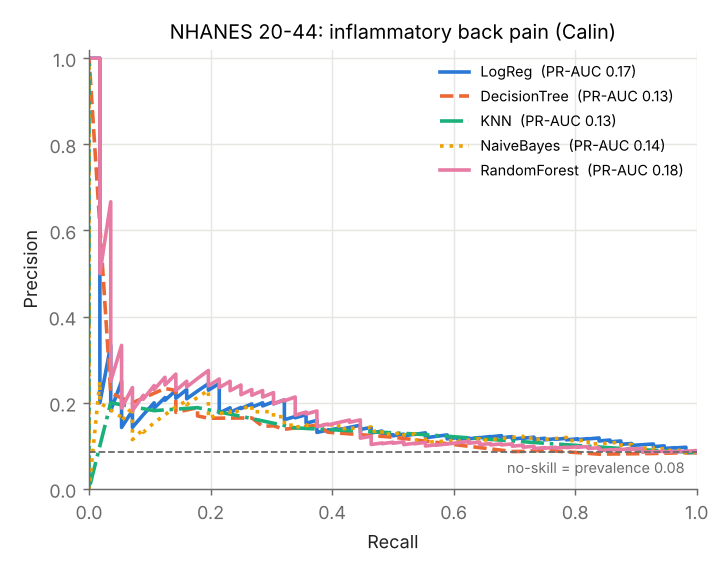 NHANES 20-44: inflammatory back pain (Calin)
LogReg (PR-AUC 0.17)
DecisionTree (PR-AUC 0.13)
KNN (PR-AUC 0.13)
NaiveBayes (PR-AUC 0.14)
RandomForest (PR-AUC 0.18)
Precision
1.0
0.8
0.6
0.4
0.2
0.0
no-skill = prevalence 0.08
0.0 0.2 0.4 0.6 0.8 1.0
Recall